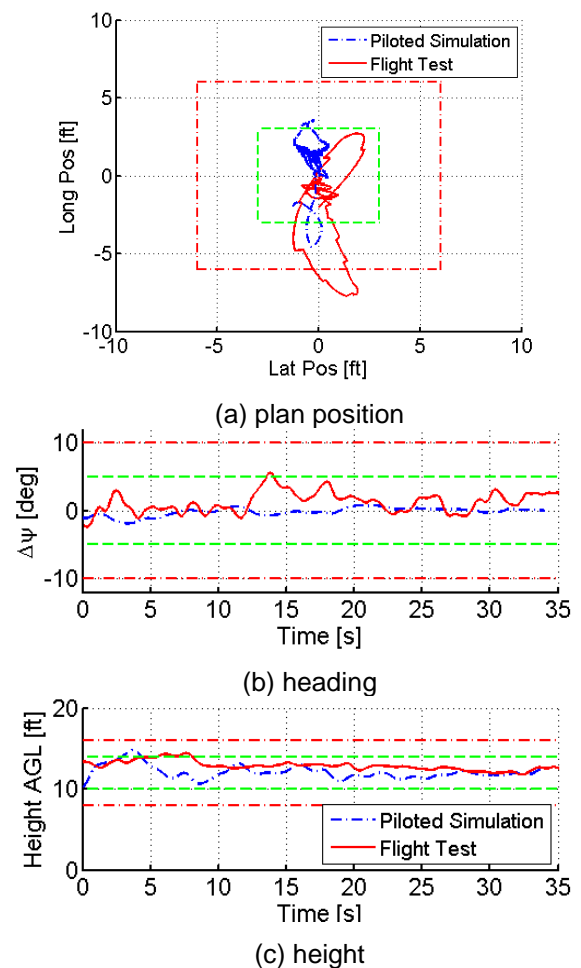 10
5
0
-5
-10
Long Pos [ft]
Piloted Simulation
Flight Test
-10 -5 0 5 10
Lat Pos [ft]
(a) plan position
10
0
-10
Δψ [deg]
0 5 10 15 20 25 30 35
Time [s]
(b) heading
20
10
0
Height AGL [ft]
Piloted Simulation
Flight Test
0 5 10 15 20 25 30 35
Time [s]
(c) height